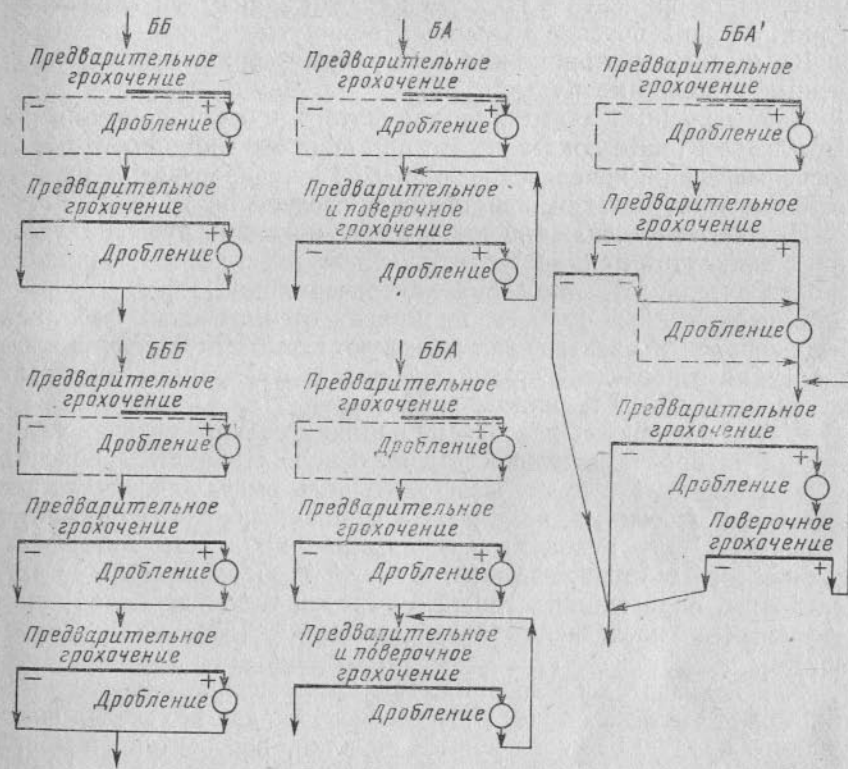 ББ
Предварительное
грохочение
−
+
Дробление
Предварительное
грохочение
−
+
Дробление
БА
Предварительное
грохочение
−
+
Дробление
Предварительное
и поверочное
грохочение
−
+
Дробление
ББА'
Предварительное
грохочение
−
+
Дробление
Предварительное
грохочение
−
+
−
−
Дробление
Предварительное
грохочение
−
+
Дробление
Поверочное
грохочение
−
+
БББ
Предварительное
грохочение
−
+
Дробление
Предварительное
грохочение
−
+
Дробление
Предварительное
грохочение
−
+
Дробление
ББА
Предварительное
грохочение
−
+
Дробление
Предварительное
грохочение
−
+
Дробление
Предварительное
и поверочное
грохочение
−
+
Дробление